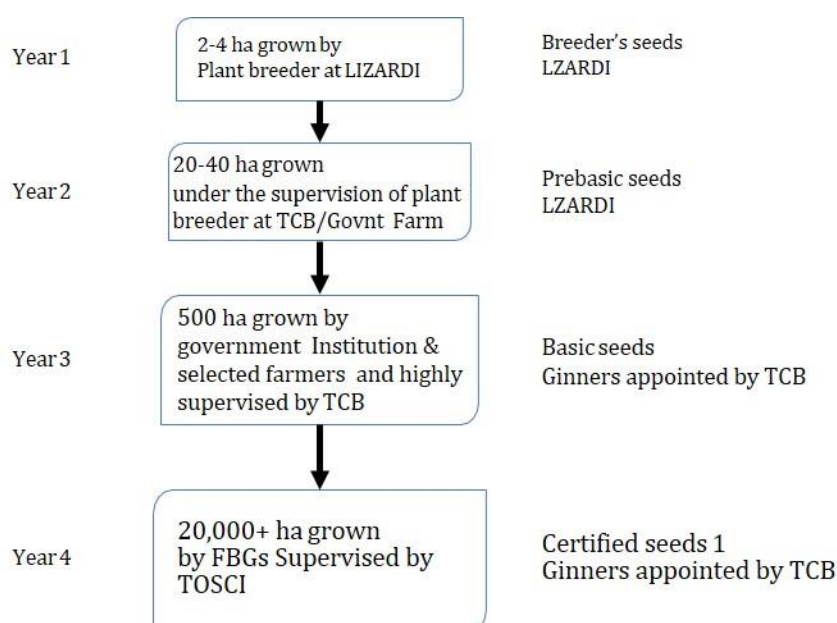 Year 1
2-4 ha grown by
Plant breeder at LIZARDI
Breeder's seeds
LZARDI
Year 2
20-40 ha grown
under the supervision of plant
breeder at TCB/Govnt Farm
Prebasic seeds
LZARDI
Year 3
500 ha grown by
government Institution &
selected farmers and highly
supervised by TCB
Basic seeds
Ginners appointed by TCB
Year 4
20,000+ ha grown
by FBGs Supervised by
TOSCI
Certified seeds 1
Ginners appointed by TCB